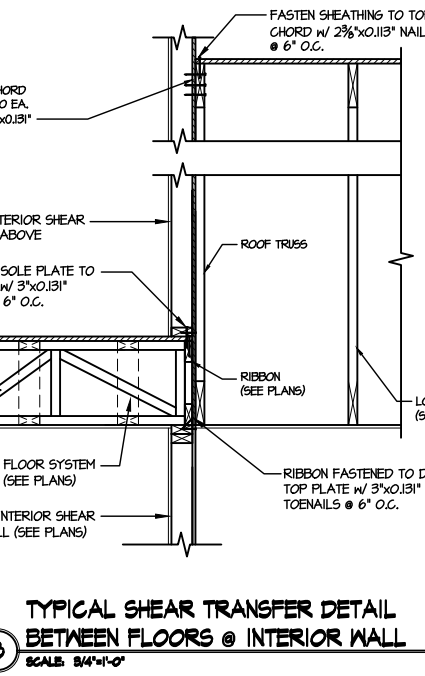 FASTEN SHEATHING TO TO
CHORD W/ 2⅜"x0.113" NAIL
@ 6" O.C.
HORD
O EA.
x0.131"
TERIOR SHEAR
ABOVE
SOLE PLATE TO
W/ 3"x0.131"
6" O.C.
ROOF TRUSS
RIBBON
(SEE PLANS)
LO
(S
FLOOR SYSTEM
(SEE PLANS)
RIBBON FASTENED TO D
TOP PLATE W/ 3"x0.131"
TOENAILS @ 6" O.C.
NTERIOR SHEAR
LL (SEE PLANS)
TYPICAL SHEAR TRANSFER DETAIL
BETWEEN FLOORS @ INTERIOR WALL
SCALE: 3/4"=1'-0"